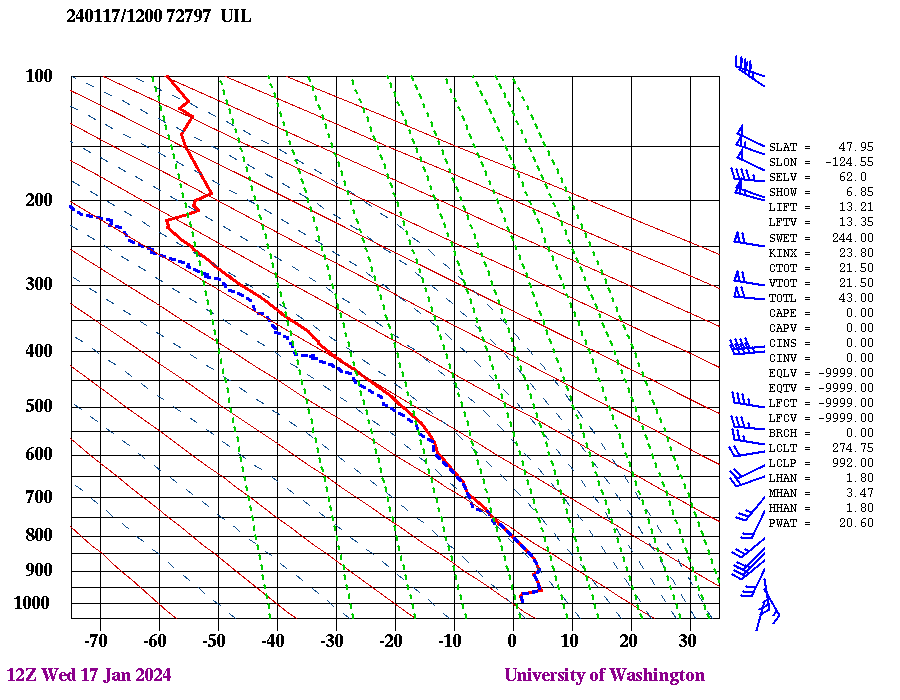 240117/1200 72797 UIL
100
200
300
400
500
600
700
800
900
1000
-70 -60 -50 -40 -30 -20 -10 0 10 20 30
SLAT = 47.95
SLON = -124.55
SELV = 62.0
SHOW = 6.85
LIFT = 13.21
LFTV = 13.35
SWET = 244.00
KINX = 23.80
CTOT = 21.50
VTOT = 21.50
TOTL = 43.00
CAPE = 0.00
CAPV = 0.00
CINS = 0.00
CINV = 0.00
EQLV = -9999.00
EQTV = -9999.00
LFCT = -9999.00
LFCV = -9999.00
BRCH = 0.00
LCLT = 274.75
LCLP = 992.00
LHAN = 1.80
MHAN = 3.47
HHAN = 1.80
PWAT = 20.60
12Z Wed 17 Jan 2024 University of Washington